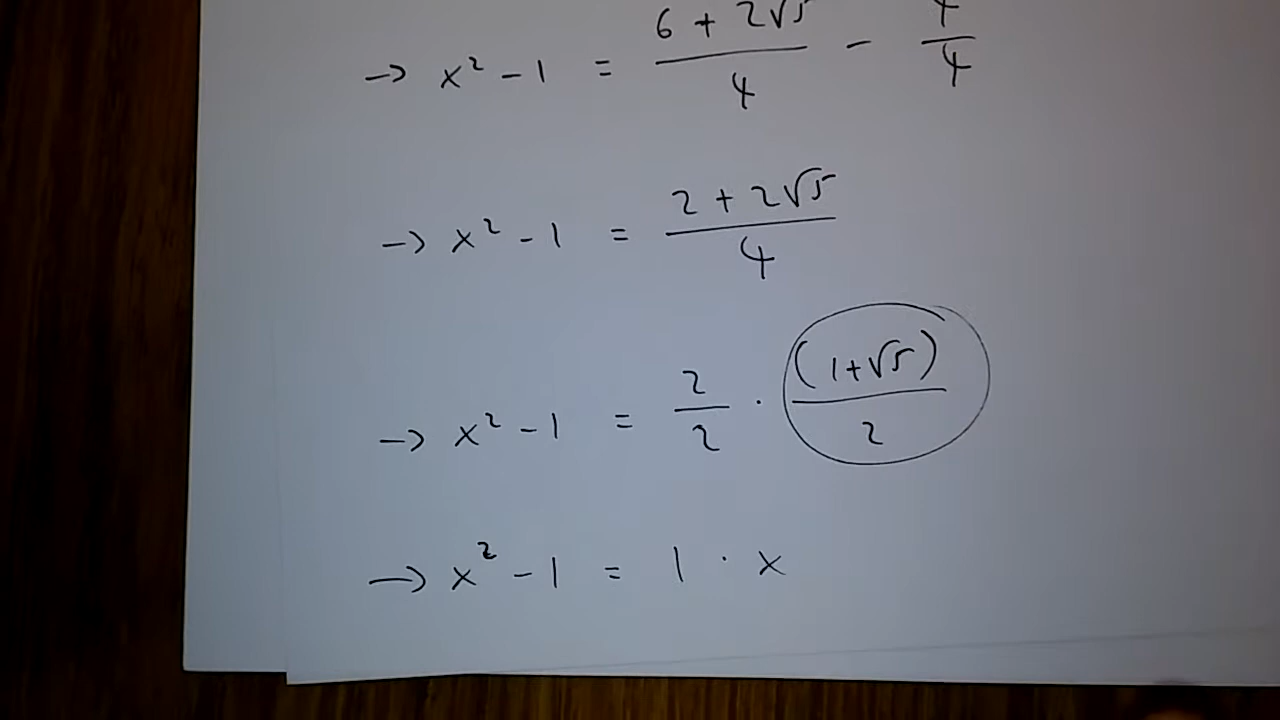 → x² - 1 = (6 + 2√5)/4 - 4/4
→ x² - 1 = (2 + 2√5)/4
→ x² - 1 = 2/2 · (1+√5)/2
→ x² - 1 = 1 · x